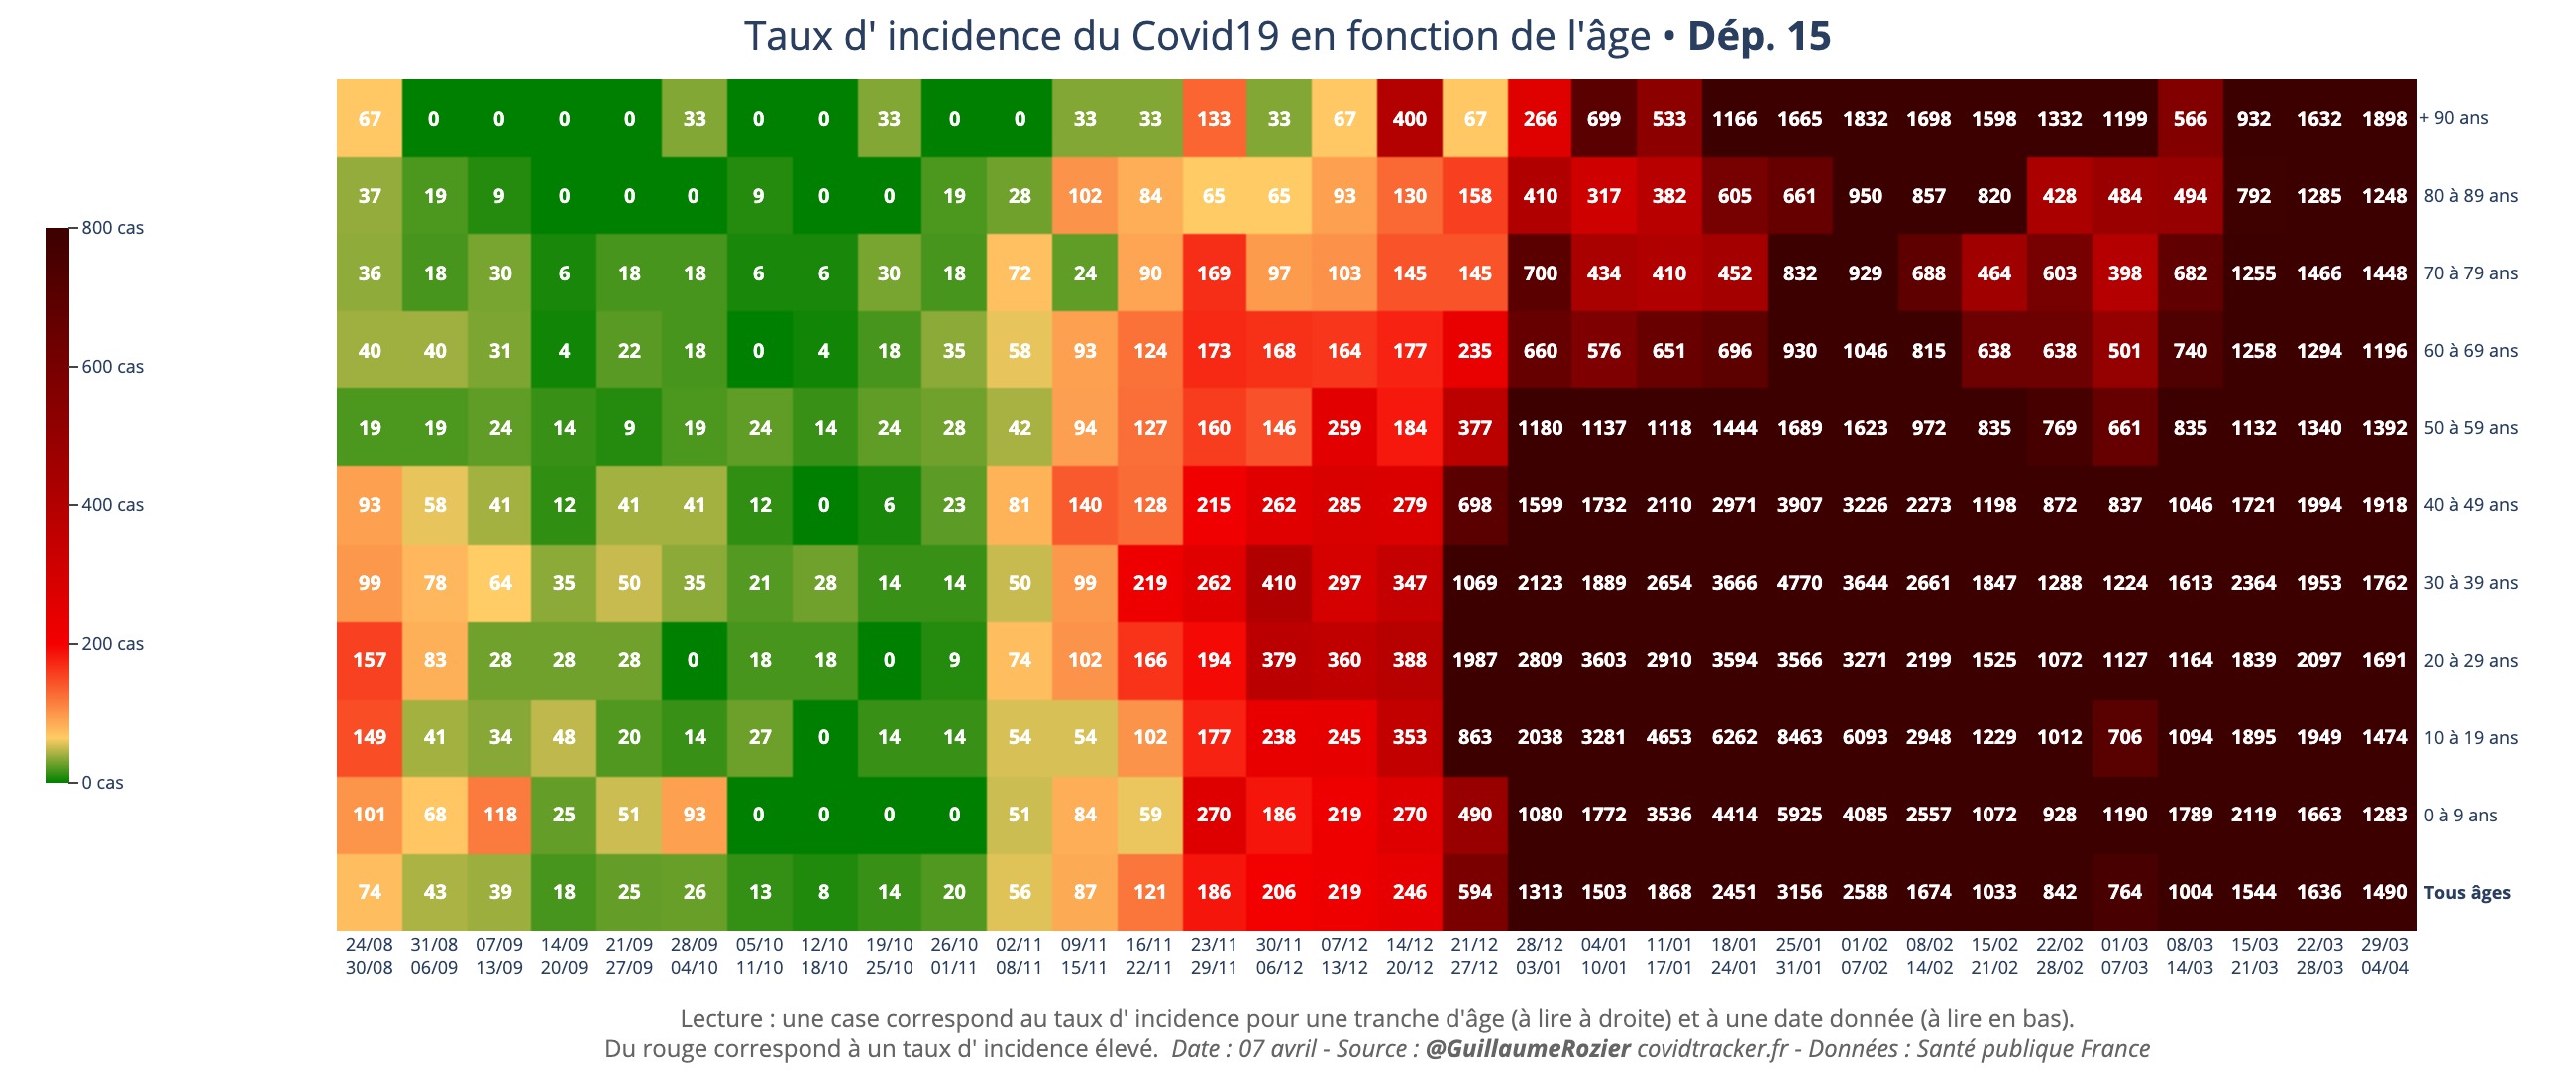 Taux d' incidence du Covid19 en fonction de l'âge • Dép. 15
67 0 0 0 0 33 0 0 33 0 0 33 33 133 33 67 400 67 266 699 533 1166 1665 1832 1698 1598 1332 1199 566 932 1632 1898 + 90 ans
37 19 9 0 0 0 9 0 0 19 28 102 84 65 65 93 130 158 410 317 382 605 661 950 857 820 428 484 494 792 1285 1248 80 à 89 ans
800 cas
36 18 30 6 18 18 6 6 30 18 72 24 90 169 97 103 145 145 700 434 410 452 832 929 688 464 603 398 682 1255 1466 1448 70 à 79 ans
40 40 31 4 22 18 0 4 18 35 58 93 124 173 168 164 177 235 660 576 651 696 930 1046 815 638 638 501 740 1258 1294 1196 60 à 69 ans
600 cas
19 19 24 14 9 19 24 14 24 28 42 94 127 160 146 259 184 377 1180 1137 1118 1444 1689 1623 972 835 769 661 835 1132 1340 1392 50 à 59 ans
400 cas
93 58 41 12 41 41 12 0 6 23 81 140 128 215 262 285 279 698 1599 1732 2110 2971 3907 3226 2273 1198 872 837 1046 1721 1994 1918 40 à 49 ans
99 78 64 35 50 35 21 28 14 14 50 99 219 262 410 297 347 1069 2123 1889 2654 3666 4770 3644 2661 1847 1288 1224 1613 2364 1953 1762 30 à 39 ans
200 cas
157 83 28 28 28 0 18 18 0 9 74 102 166 194 379 360 388 1987 2809 3603 2910 3594 3566 3271 2199 1525 1072 1127 1164 1839 2097 1691 20 à 29 ans
149 41 34 48 20 14 27 0 14 14 54 54 102 177 238 245 353 863 2038 3281 4653 6262 8463 6093 2948 1229 1012 706 1094 1895 1949 1474 10 à 19 ans
0 cas
101 68 118 25 51 93 0 0 0 0 51 84 59 270 186 219 270 490 1080 1772 3536 4414 5925 4085 2557 1072 928 1190 1789 2119 1663 1283 0 à 9 ans
74 43 39 18 25 26 13 8 14 20 56 87 121 186 206 219 246 594 1313 1503 1868 2451 3156 2588 1674 1033 842 764 1004 1544 1636 1490 Tous âges
24/08 31/08 07/09 14/09 21/09 28/09 05/10 12/10 19/10 26/10 02/11 09/11 16/11 23/11 30/11 07/12 14/12 21/12 28/12 04/01 11/01 18/01 25/01 01/02 08/02 15/02 22/02 01/03 08/03 15/03 22/03 29/03
30/08 06/09 13/09 20/09 27/09 04/10 11/10 18/10 25/10 01/11 08/11 15/11 22/11 29/11 06/12 13/12 20/12 27/12 03/01 10/01 17/01 24/01 31/01 07/02 14/02 21/02 28/02 07/03 14/03 21/03 28/03 04/04
Lecture : une case correspond au taux d' incidence pour une tranche d'âge (à lire à droite) et à une date donnée (à lire en bas).
Du rouge correspond à un taux d' incidence élevé. Date : 07 avril - Source : @GuillaumeRozier covidtracker.fr - Données : Santé publique France